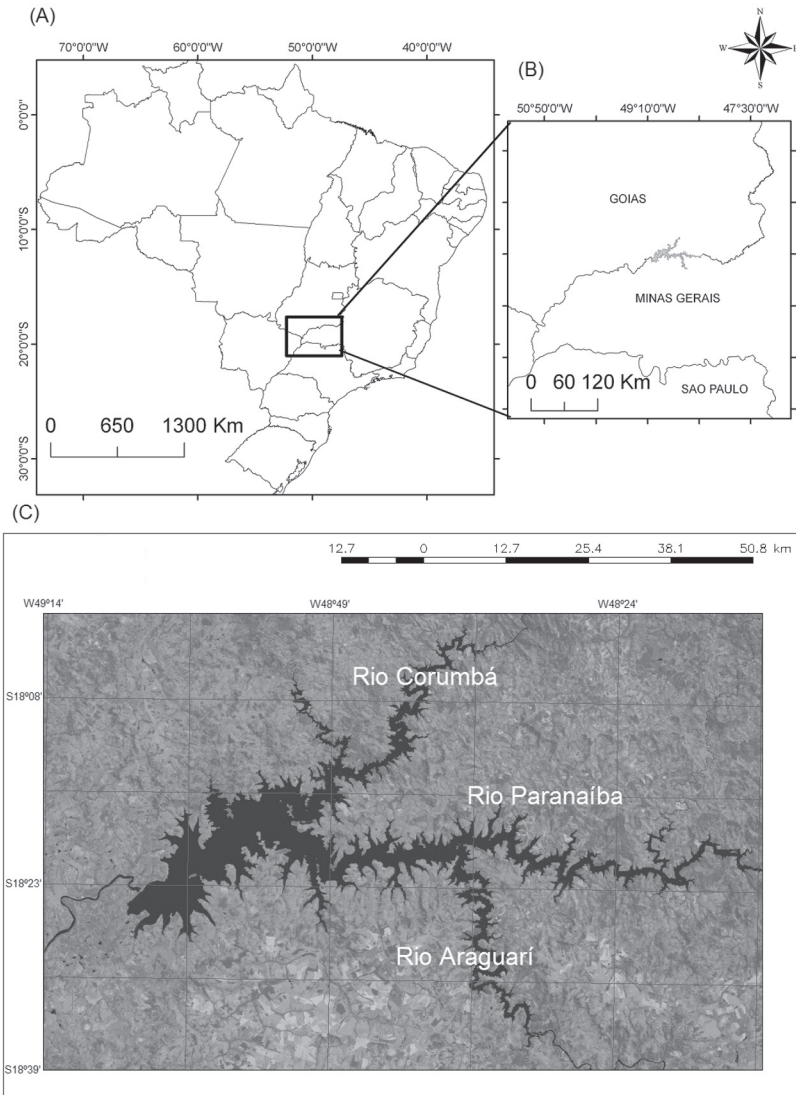 (A)
70°0'0"W 60°0'0"W 50°0'0"W 40°0'0"W
0°0'0"
10°0'0"S
20°0'0"S
30°0'0"S
0 650 1300 Km
N
W E
S
(B)
50°50'0"W 49°10'0"W 47°30'0"W
GOIAS
MINAS GERAIS
SAO PAULO
0 60 120 Km
(C)
12.7 0 12.7 25.4 38.1 50.8 km
W49°14' W48°49' W48°24'
S18°08'
S18°23'
S18°39'
Rio Corumbá
Rio Paranaíba
Rio Araguarí